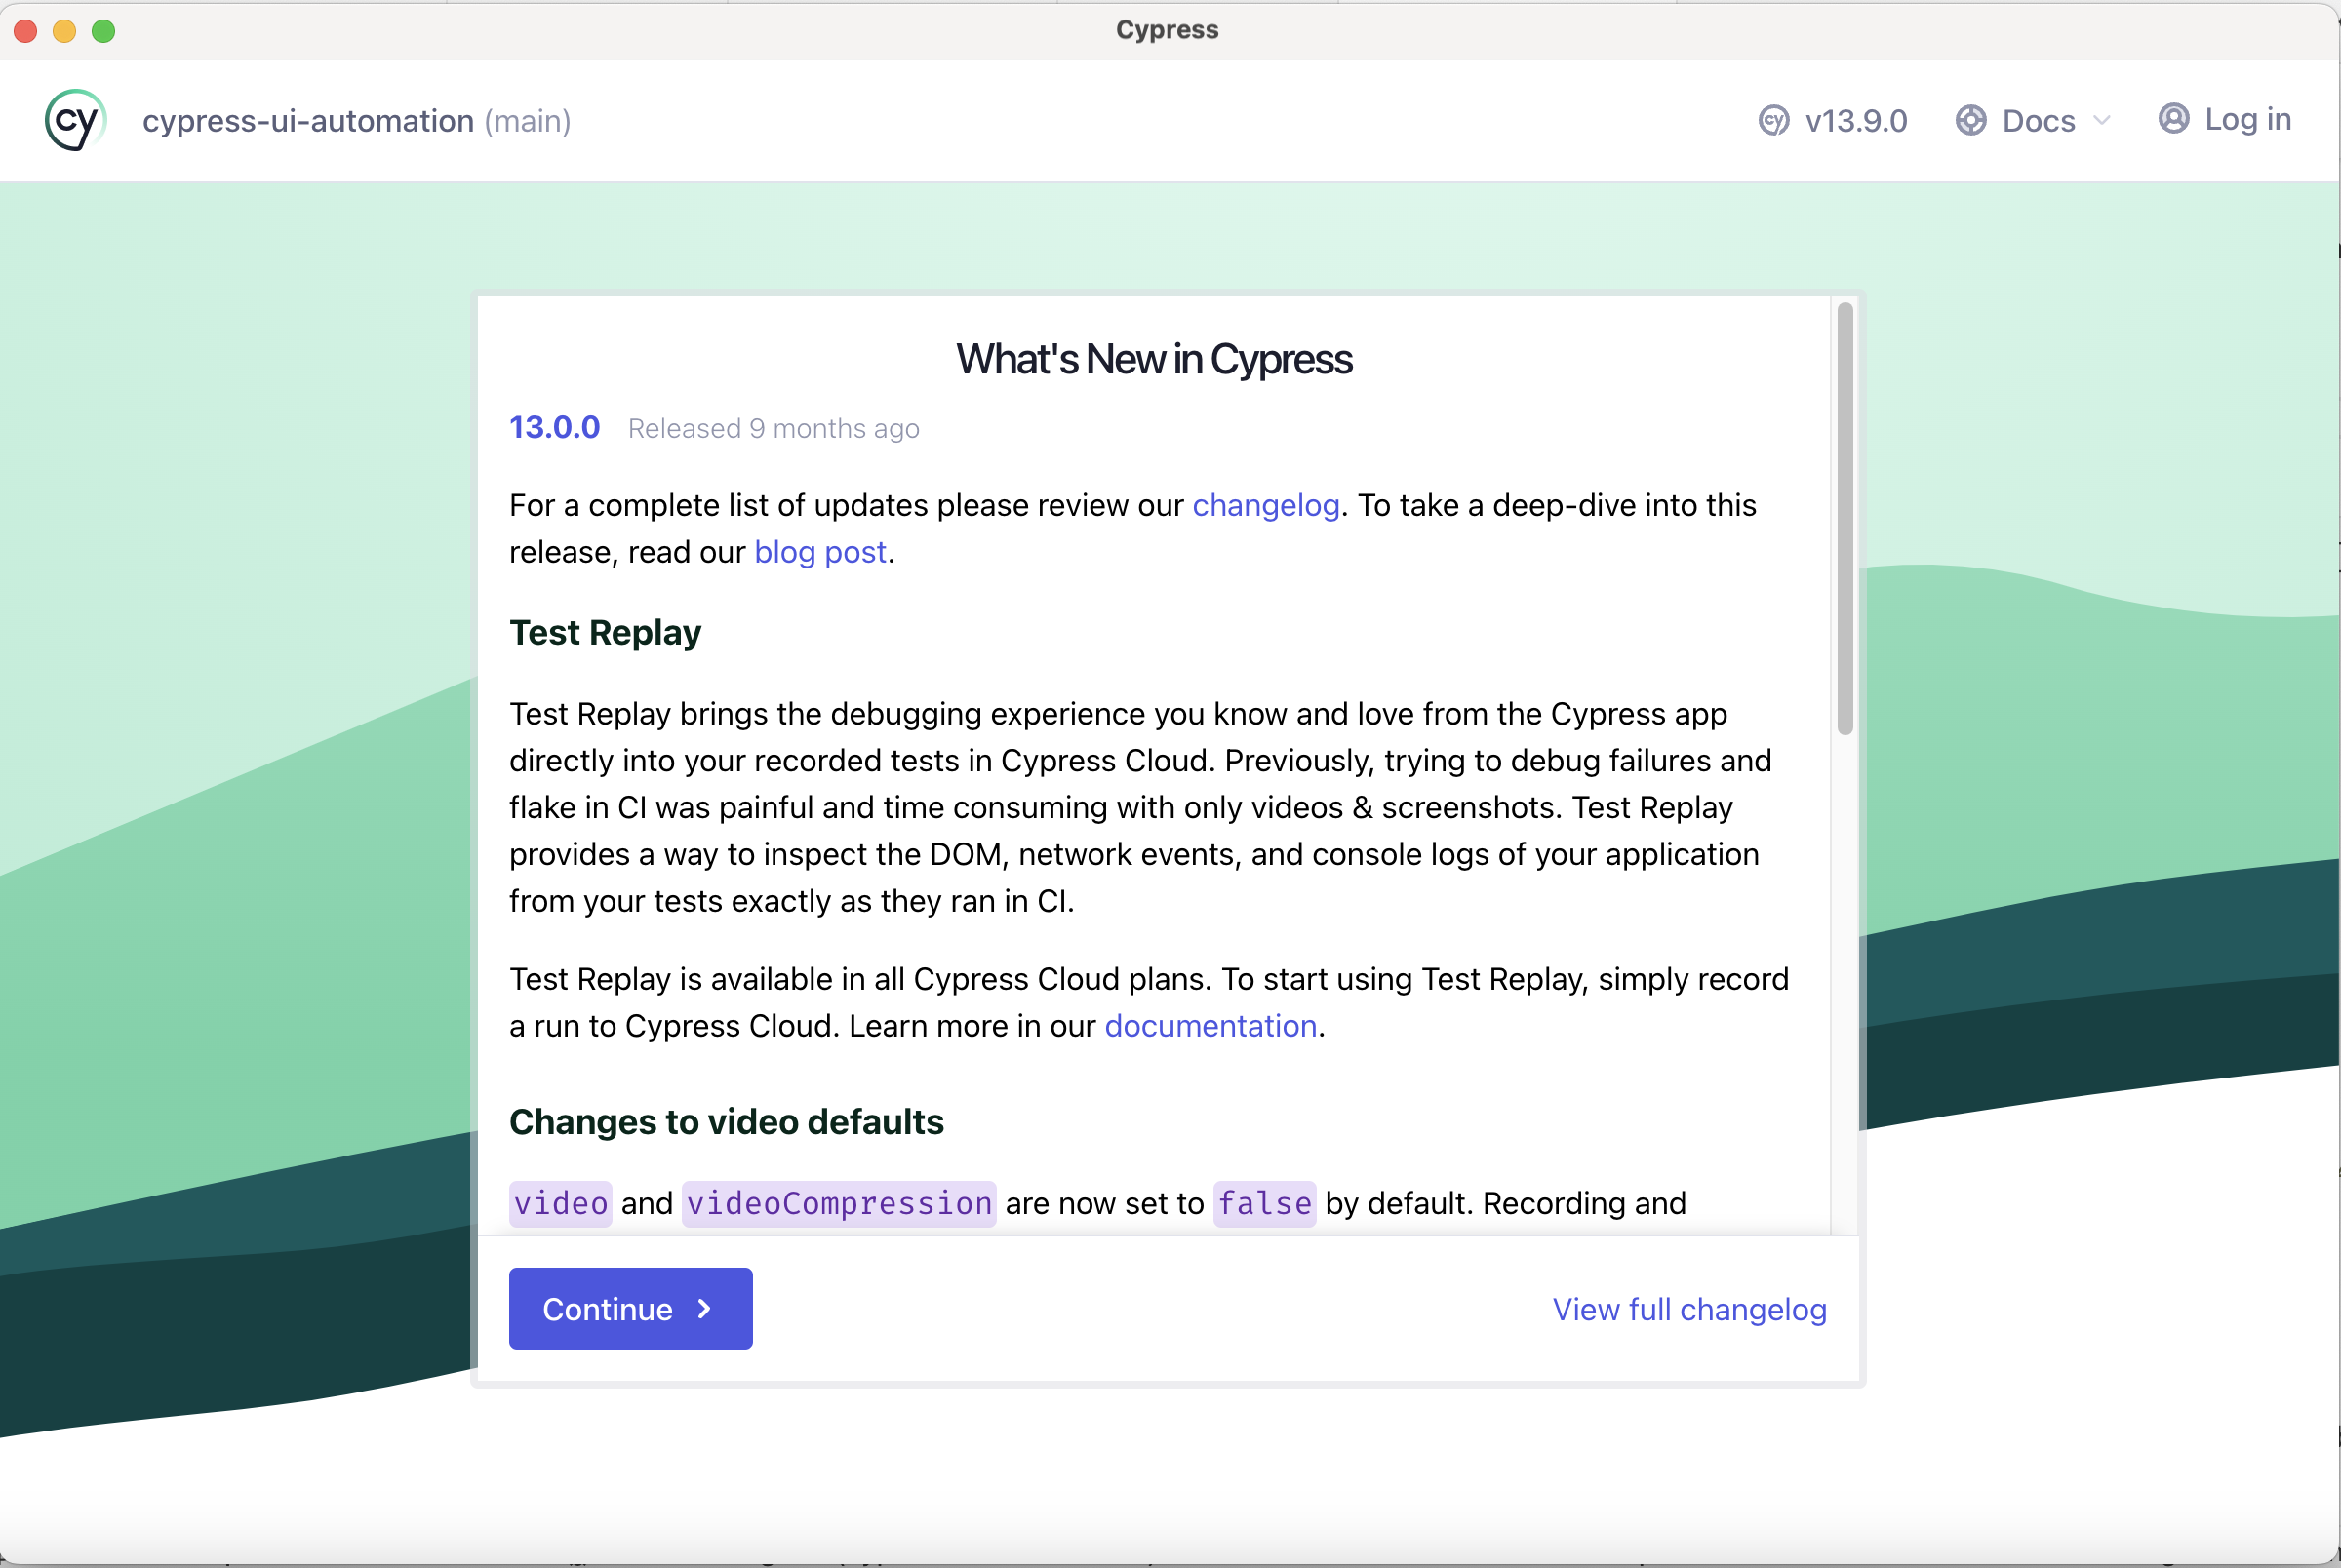 Cypress
cy cypress-ui-automation (main)
cy v13.9.0 Docs Log in
What's New in Cypress
13.0.0 Released 9 months ago
For a complete list of updates please review our changelog. To take a deep-dive into this
release, read our blog post.
Test Replay
Test Replay brings the debugging experience you know and love from the Cypress app
directly into your recorded tests in Cypress Cloud. Previously, trying to debug failures and
flake in CI was painful and time consuming with only videos & screenshots. Test Replay
provides a way to inspect the DOM, network events, and console logs of your application
from your tests exactly as they ran in CI.
Test Replay is available in all Cypress Cloud plans. To start using Test Replay, simply record
a run to Cypress Cloud. Learn more in our documentation.
Changes to video defaults
video and videoCompression are now set to false by default. Recording and
Continue
View full changelog